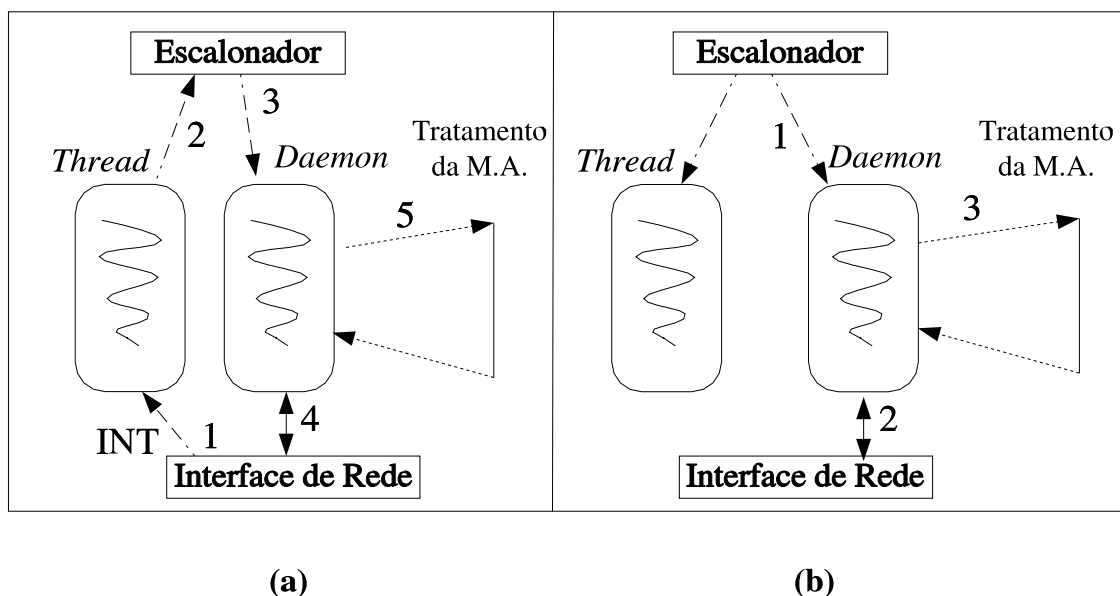 Escalonador
2
3
Thread
Daemon
Tratamento
da M.A.
5
INT
1
4
Interface de Rede
(a)
Escalonador
1
Thread
Daemon
Tratamento
da M.A.
3
2
Interface de Rede
(b)